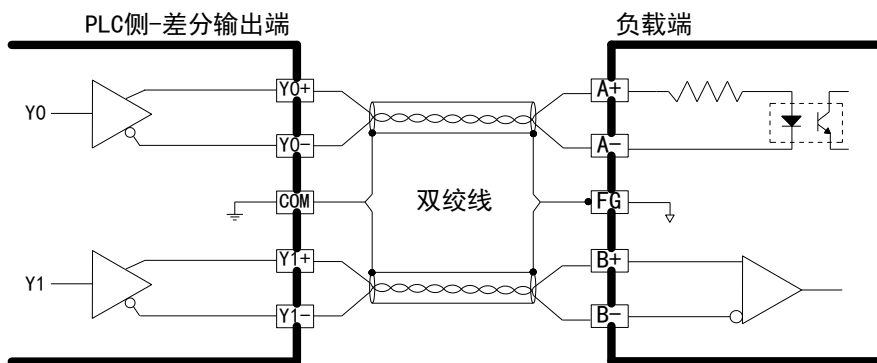 PLC侧-差分输出端 负载端
Y0+ A+
Y0
Y0- A-
COM 双绞线 FG
Y1+ B+
Y1
Y1- B-